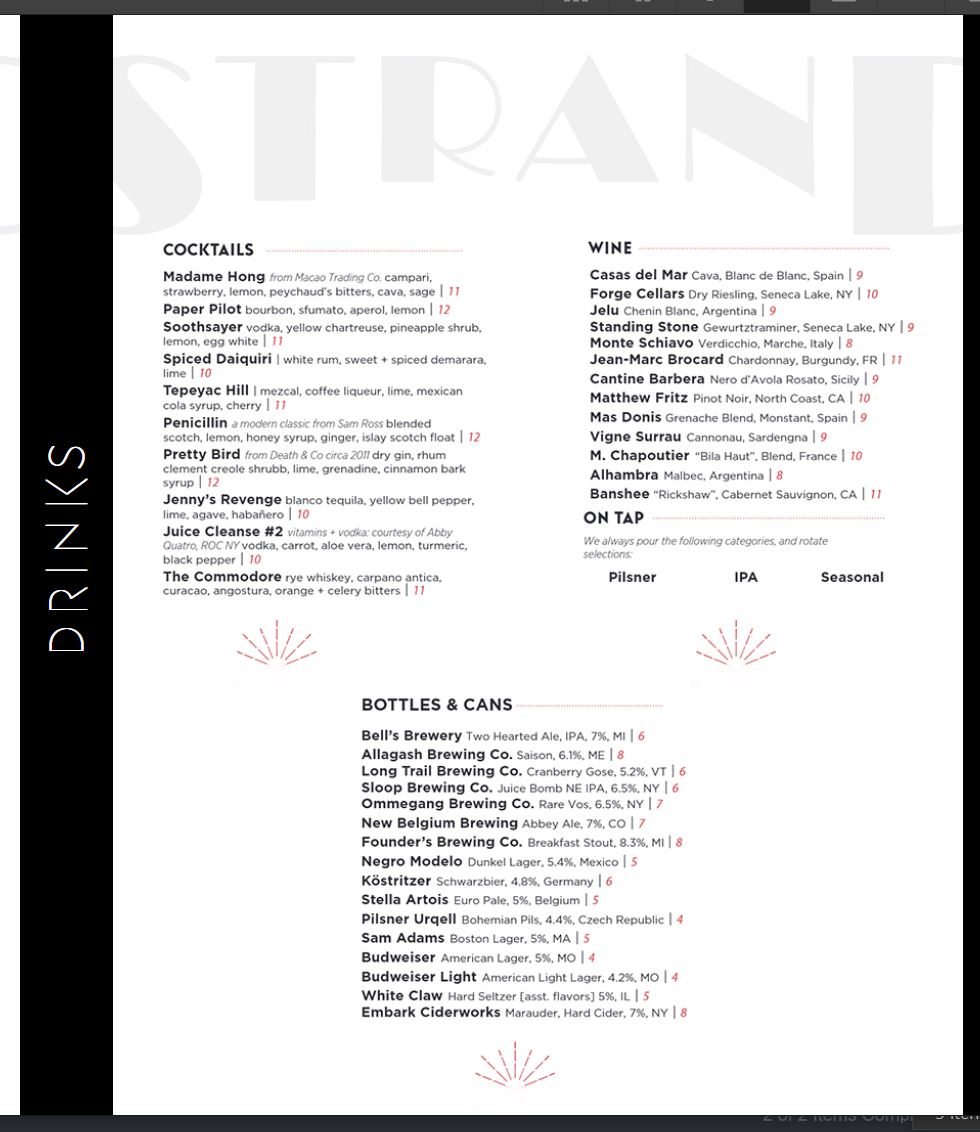 STRAND
DRINKS
COCKTAILS
Madame Hong from Macao Trading Co. campari,
strawberry, lemon, peychaud's bitters, cava, sage | 11
Paper Pilot bourbon, sfumato, aperol, lemon | 12
Soothsayer vodka, yellow chartreuse, pineapple shrub,
lemon, egg white | 11
Spiced Daiquiri | white rum, sweet + spiced demarara,
lime | 10
Tepeyac Hill | mezcal, coffee liqueur, lime, mexican
cola syrup, cherry | 11
Penicillin a modern classic from Sam Ross blended
scotch, lemon, honey syrup, ginger, islay scotch float | 12
Pretty Bird from Death & Co circa 2011 dry gin, rhum
clement creole shrubb, lime, grenadine, cinnamon bark
syrup | 12
Jenny's Revenge blanco tequila, yellow bell pepper,
lime, agave, habañero | 10
Juice Cleanse #2 vitamins + vodka: courtesy of Abby
Quatro, ROC NY vodka, carrot, aloe vera, lemon, turmeric,
black pepper | 10
The Commodore rye whiskey, carpano antica,
curacao, angostura, orange + celery bitters | 11
WINE
Casas del Mar Cava, Blanc de Blanc, Spain | 9
Forge Cellars Dry Riesling, Seneca Lake, NY | 10
Jelu Chenin Blanc, Argentina | 9
Standing Stone Gewurtztraminer, Seneca Lake, NY | 9
Monte Schiavo Verdicchio, Marche, Italy | 8
Jean-Marc Brocard Chardonnay, Burgundy, FR | 11
Cantine Barbera Nero d'Avola Rosato, Sicily | 9
Matthew Fritz Pinot Noir, North Coast, CA | 10
Mas Donis Grenache Blend, Monstant, Spain | 9
Vigne Surrau Cannonau, Sardengna | 9
M. Chapoutier "Bila Haut", Blend, France | 10
Alhambra Malbec, Argentina | 8
Banshee "Rickshaw", Cabernet Sauvignon, CA | 11
ON TAP
We always pour the following categories, and rotate
selections:
Pilsner IPA Seasonal
BOTTLES & CANS
Bell's Brewery Two Hearted Ale, IPA, 7%, MI | 6
Allagash Brewing Co. Saison, 6.1%, ME | 8
Long Trail Brewing Co. Cranberry Gose, 5.2%, VT | 6
Sloop Brewing Co. Juice Bomb NE IPA, 6.5%, NY | 6
Ommegang Brewing Co. Rare Vos, 6.5%, NY | 7
New Belgium Brewing Abbey Ale, 7%, CO | 7
Founder's Brewing Co. Breakfast Stout, 8.3%, MI | 8
Negro Modelo Dunkel Lager, 5.4%, Mexico | 5
Köstritzer Schwarzbier, 4.8%, Germany | 6
Stella Artois Euro Pale, 5%, Belgium | 5
Pilsner Urqell Bohemian Pils, 4.4%, Czech Republic | 4
Sam Adams Boston Lager, 5%, MA | 5
Budweiser American Lager, 5%, MO | 4
Budweiser Light American Light Lager, 4.2%, MO | 4
White Claw Hard Seltzer [asst. flavors] 5%, IL | 5
Embark Ciderworks Marauder, Hard Cider, 7%, NY | 8